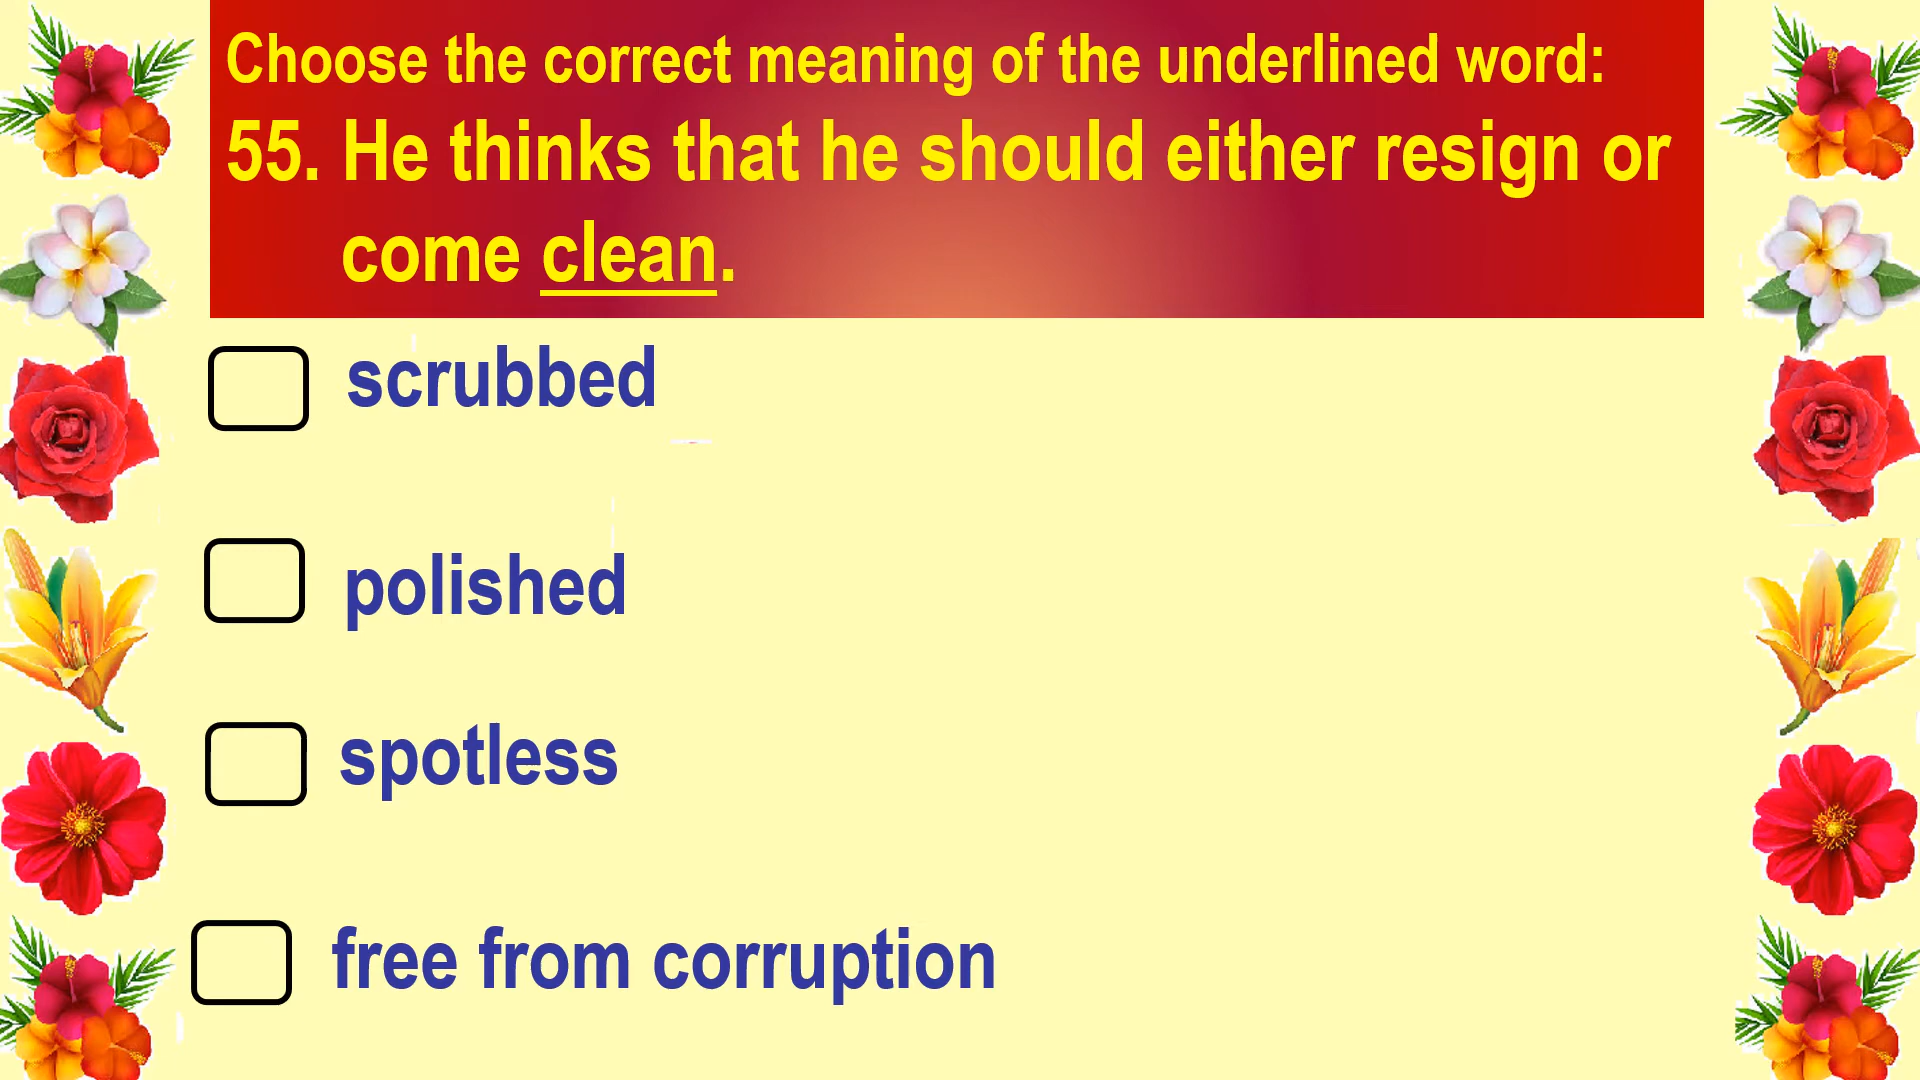 Choose the correct meaning of the underlined word:
55. He thinks that he should either resign or
come clean.
scrubbed
polished
spotless
free from corruption